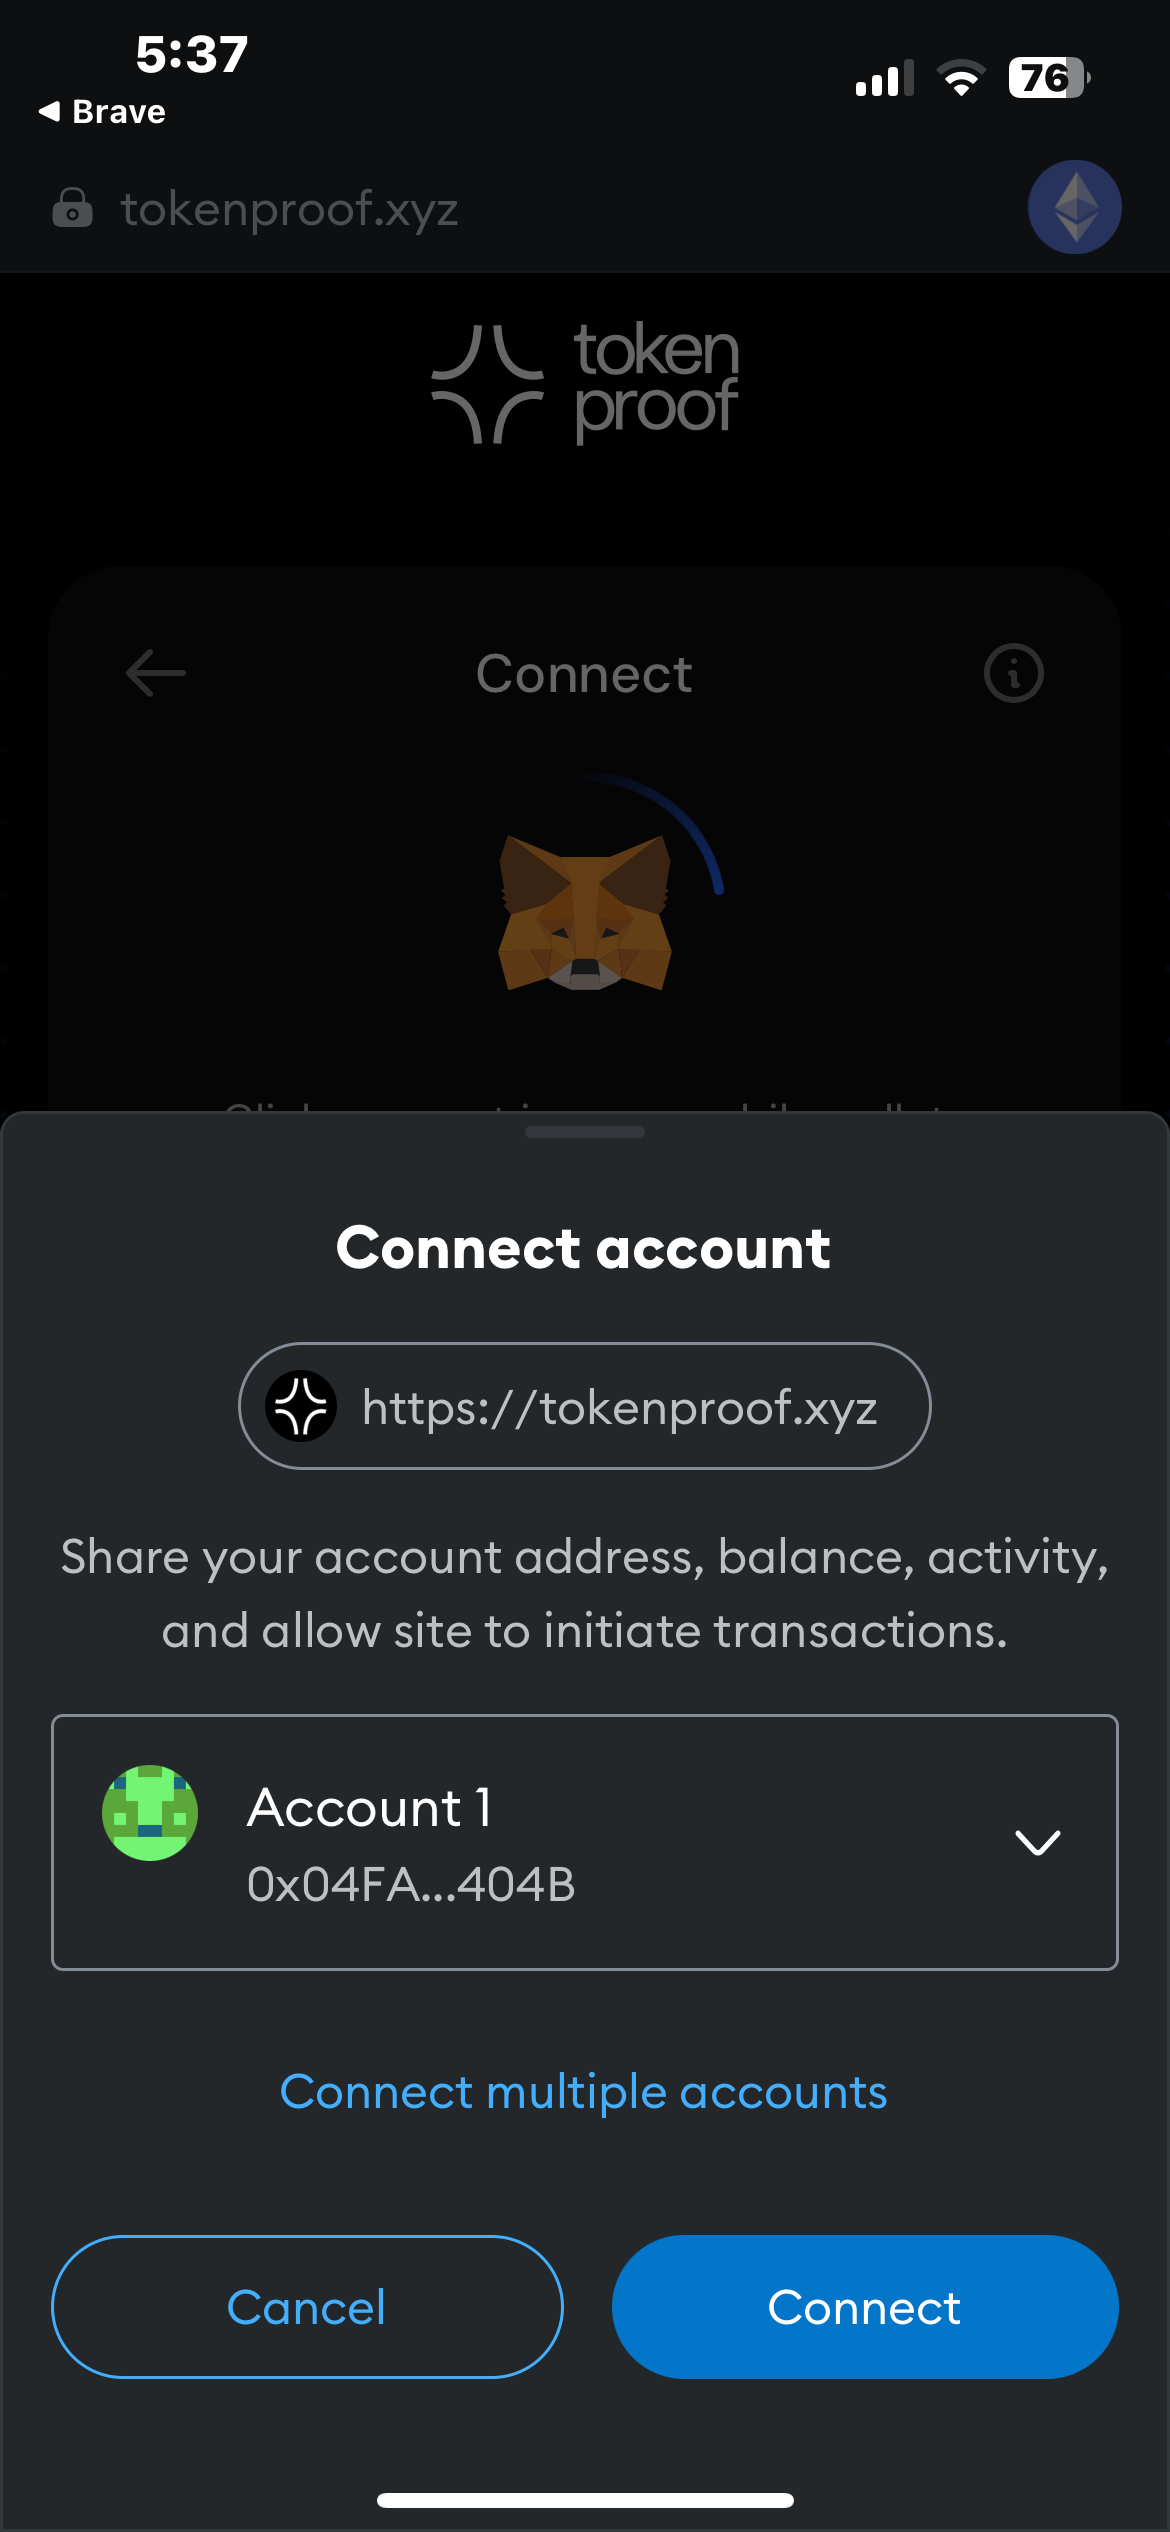 5:37
Brave
76
tokenproof.xyz
token
proof
Connect
Connect account
https://tokenproof.xyz
Share your account address, balance, activity,
and allow site to initiate transactions.
Account 1
0x04FA...404B
Connect multiple accounts
Cancel
Connect